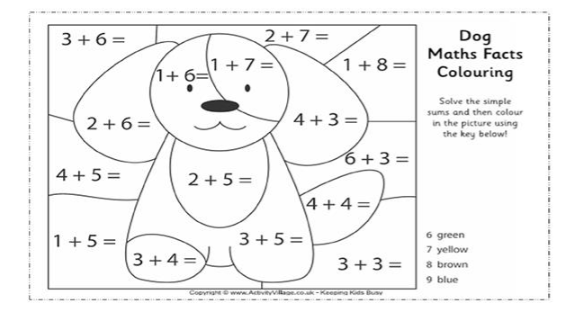 3 + 6 =
2 + 7 =
1 + 6=
1 + 7 =
1 + 8 =
2 + 6 =
4 + 3 =
4 + 5 =
2 + 5 =
6 + 3 =
4 + 4 =
1 + 5 =
3 + 4 =
3 + 5 =
3 + 3 =
Dog
Maths Facts
Colouring
Solve the simple
sums and then colour
in the picture using
the key below!
6 green
7 yellow
8 brown
9 blue
Copyright © www.ActivityVillage.co.uk - Keeping Kids Busy